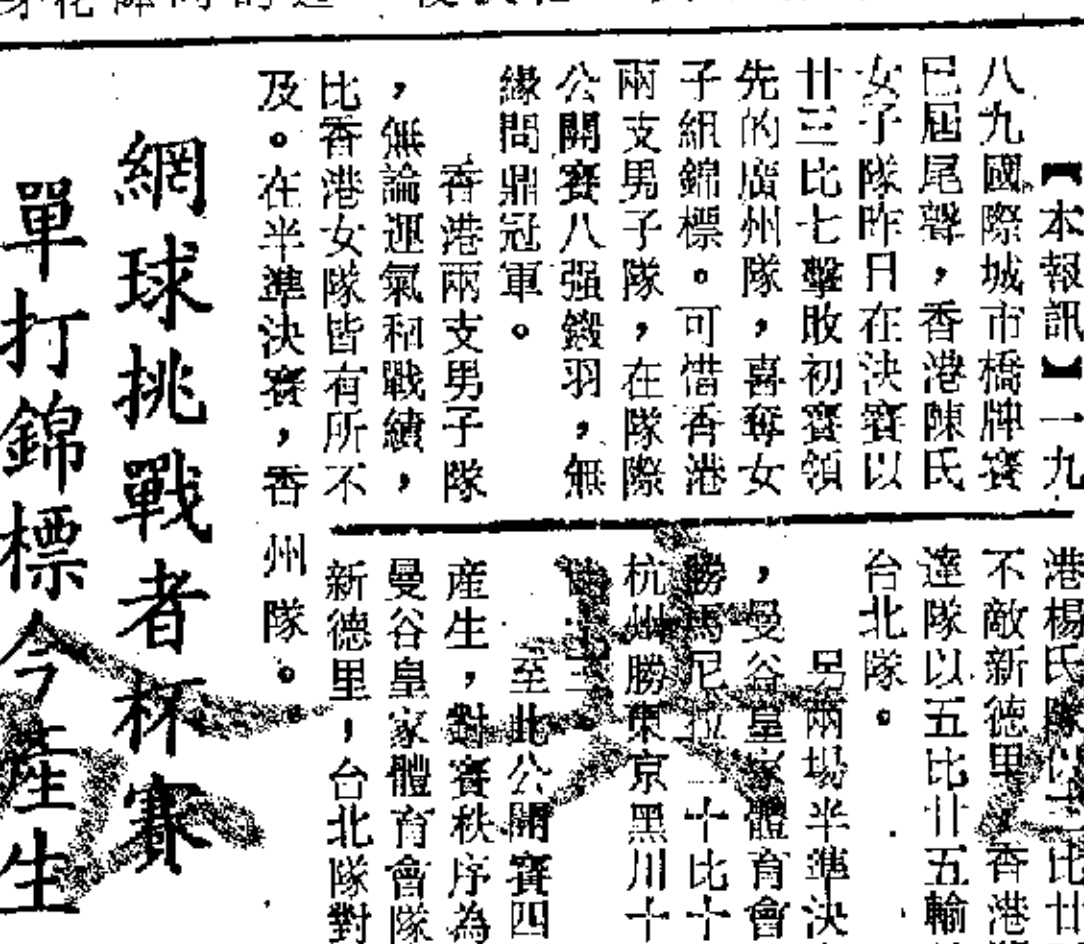 【本報訊】一九
八九國際城市橋牌賽
已屆尾聲，香港陳氏
女子隊昨日在決賽以
廿三比七擊敗初賽領
先的廣州隊，喜奪女
子組錦標。可惜香港
兩支男子隊，在隊際
公開賽八强鎩羽，無
緣問鼎冠軍。
香港兩支男子隊
，無論運氣和戰績，
比香港女隊皆有所不
及。在半準決賽，香
港楊氏隊以三比廿
不敵新德里，香港
達隊以五比廿五輸
台北隊。
另兩場半準決
，曼谷皇家體育會
勝馬尼拉二十比十
杭州勝東京黑川十
比十三
至此公開賽四
產生，對賽秩序為
曼谷皇家體育會隊
新德里，台北隊對
州隊。
網球挑戰者杯賽
單打錦標今產生